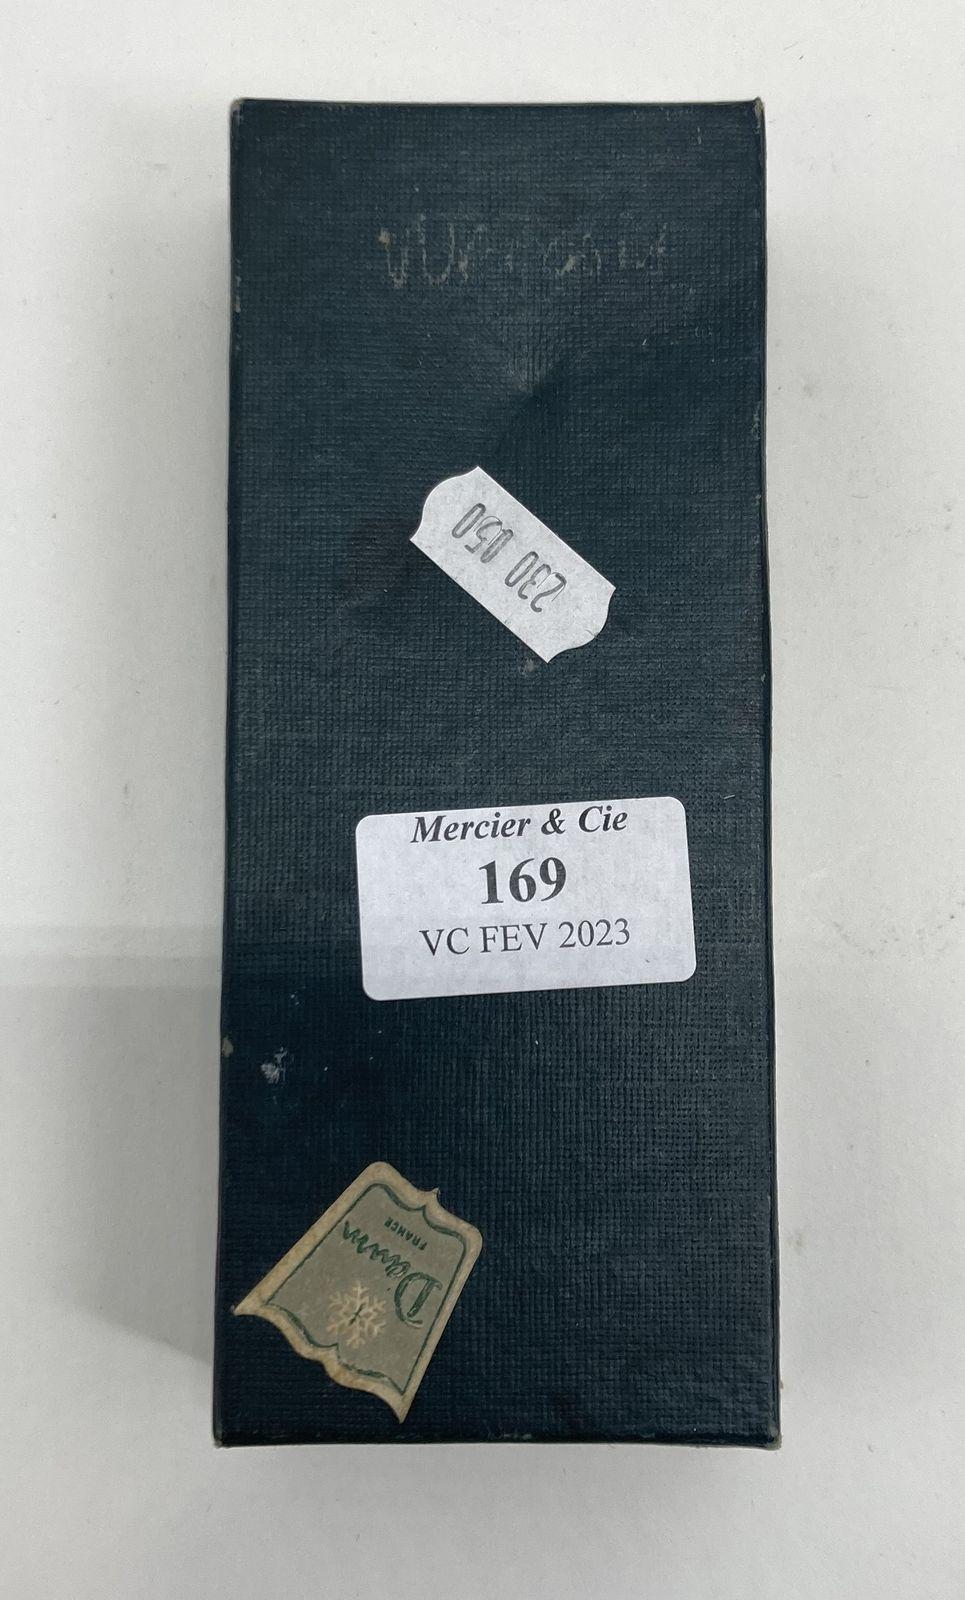 230 050
Mercier & Cie
169
VC FEV 2023
Daum
FRANCE